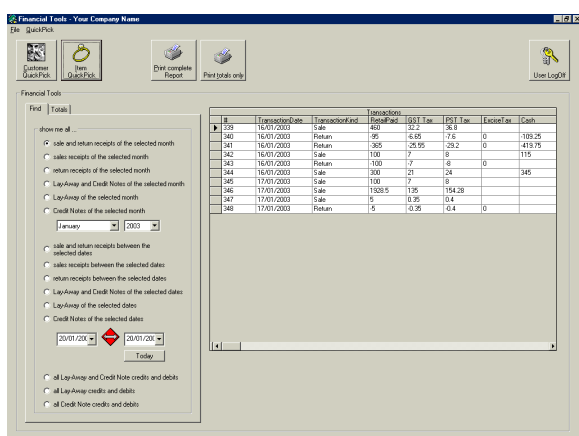 Financial Tools - Your Company Name
File QuickPick
Customer QuickPick
Item QuickPick
Print complete Report
Print totals only
User LogOff
Financial Tools
Find Totals
show me all ...
sale and return receipts of the selected month
sales receipts of the selected month
return receipts of the selected month
Lay-Away and Credit Notes of the selected month
Lay-Away of the selected month
Credit Notes of the selected month
January 2003
sale and return receipts between the
selected dates
sales receipts between the selected dates
return receipts between the selected dates
Lay-Away and Credit Notes of the selected dates
Lay-Away of the selected dates
Credit Notes of the selected dates
20/01/200 20/01/200
Today
all Lay-Away and Credit Note credits and debits
all Lay-Away credits and debits
all Credit Note credits and debits
Transactions
# TransactionDate TransactionKind RetailPaid GST Tax PST Tax ExciseTax Cash
339 16/01/2003 Sale 460 32.2 36.8
340 16/01/2003 Return -95 -6.65 -7.6 0 -109.25
341 16/01/2003 Return -365 -25.55 -29.2 0 -419.75
342 16/01/2003 Sale 100 7 8 115
343 16/01/2003 Return -100 -7 -8 0
344 16/01/2003 Sale 300 21 24 345
345 17/01/2003 Sale 100 7 8
346 17/01/2003 Sale 1928.5 135 154.28
347 17/01/2003 Sale 5 0.35 0.4
348 17/01/2003 Return -5 -0.35 -0.4 0